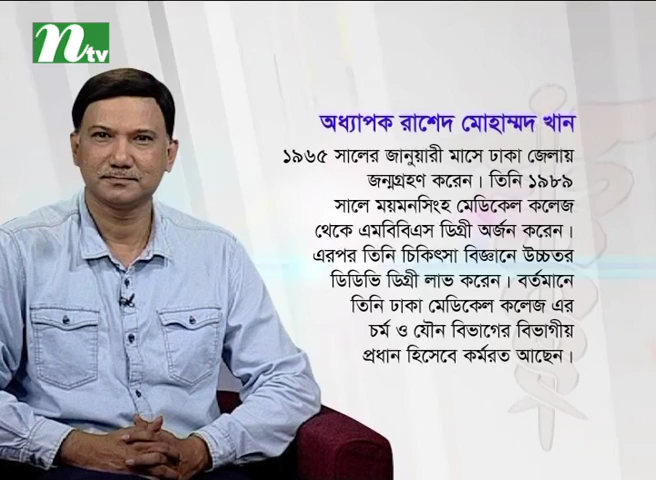 ntv
অধ্যাপক রাশেদ মোহাম্মদ খান
১৯৬৫ সালের জানুয়ারী মাসে ঢাকা জেলায়
জন্মগ্রহণ করেন। তিনি ১৯৮৯
সালে ময়মনসিংহ মেডিকেল কলেজ
থেকে এমবিবিএস ডিগ্রী অর্জন করেন।
এরপর তিনি চিকিৎসা বিজ্ঞানে উচ্চতর
ডিডিভি ডিগ্রী লাভ করেন। বর্তমানে
তিনি ঢাকা মেডিকেল কলেজ এর
চর্ম ও যৌন বিভাগের বিভাগীয়
প্রধান হিসেবে কর্মরত আছেন।